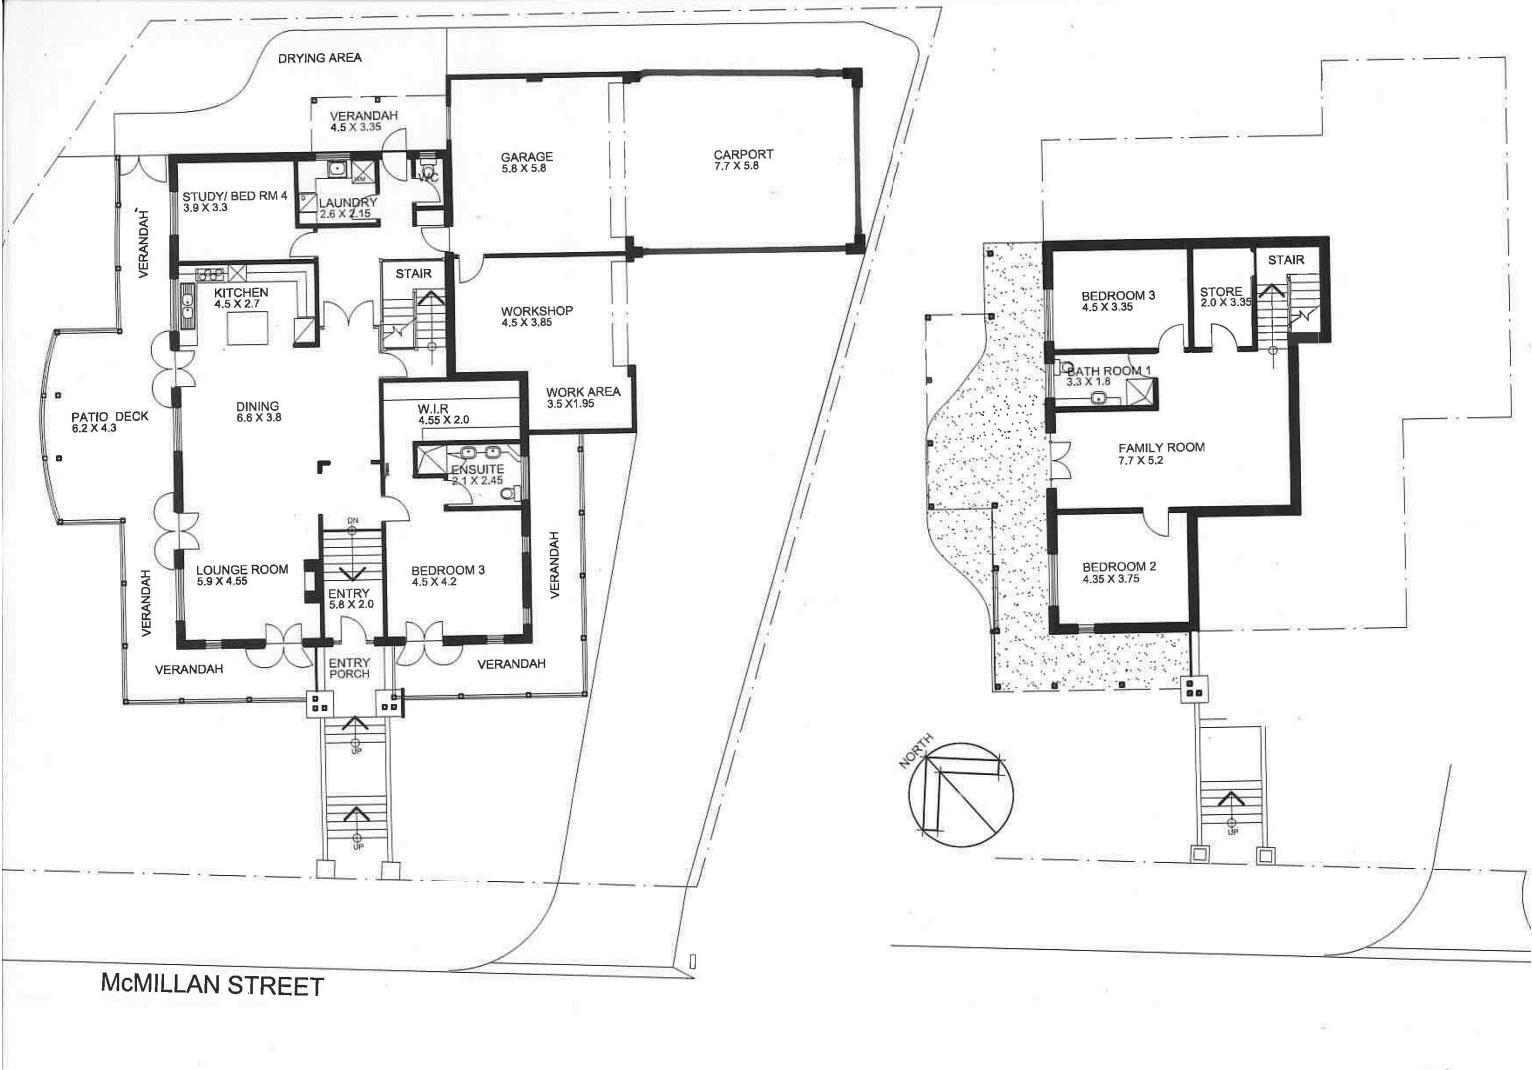 DRYING AREA
VERANDAH
4.5 X 3.35
GARAGE
5.8 X 5.8
CARPORT
7.7 X 5.8
WC
STUDY/ BED RM 4
3.9 X 3.3
WM
LAUNDRY
2.6 X 2.15
VERANDAH
STAIR
KITCHEN
4.5 X 2.7
WORKSHOP
4.5 X 3.85
PATIO DECK
6.2 X 4.3
DINING
6.6 X 3.8
W.I.R
4.55 X 2.0
WORK AREA
3.5 X1.95
ENSUITE
2.1 X 2.45
DN
LOUNGE ROOM
5.9 X 4.55
ENTRY
5.8 X 2.0
BEDROOM 3
4.5 X 4.2
VERANDAH
VERANDAH
VERANDAH
ENTRY
PORCH
VERANDAH
UP
UP
McMILLAN STREET
STAIR
BEDROOM 3
4.5 X 3.35
STORE
2.0 X 3.35
BATH ROOM 1
3.3 X 1.8
FAMILY ROOM
7.7 X 5.2
BEDROOM 2
4.35 X 3.75
NORTH
UP